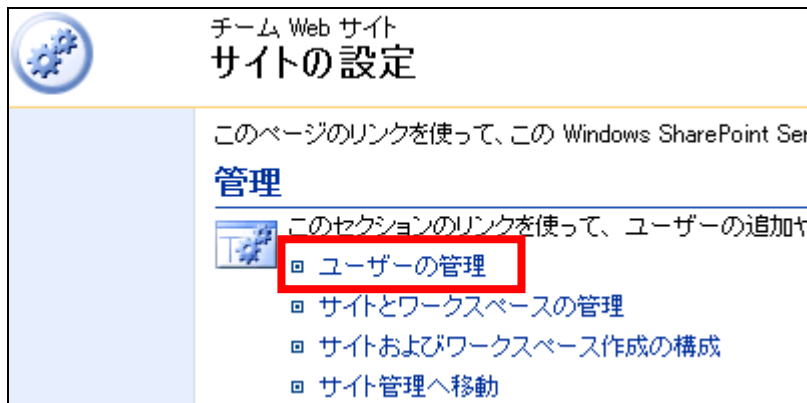 チーム Web サイト
サイトの設定
このページのリンクを使って、この Windows SharePoint Ser
管理
このセクションのリンクを使って、ユーザーの追加や
ユーザーの管理
サイトとワークスペースの管理
サイトおよびワークスペース作成の構成
サイト管理へ移動